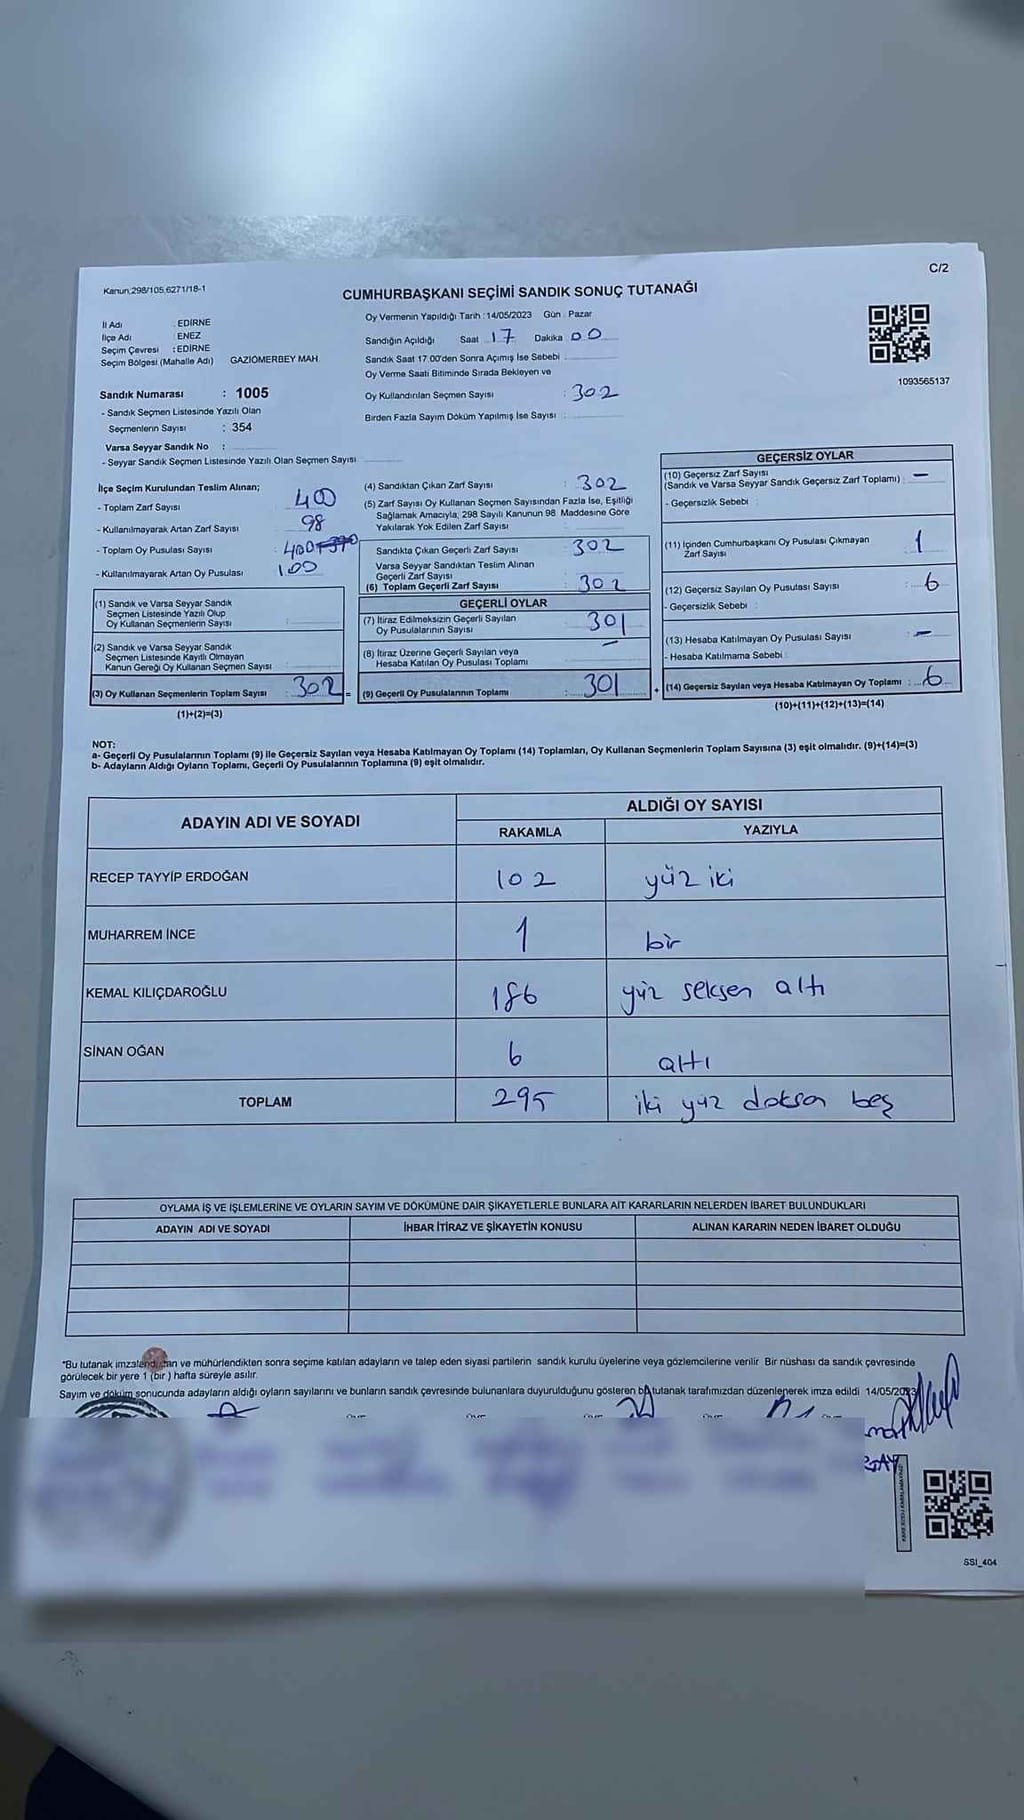 C/2
Kanun,298/105,6271/18-1
CUMHURBAŞKANI SEÇİMİ SANDIK SONUÇ TUTANAĞI
İl Adı : EDİRNE
İlçe Adı : ENEZ
Seçim Çevresi : EDİRNE
Seçim Bölgesi (Mahalle Adı) GAZİÖMERBEY MAH.
Sandık Numarası : 1005
- Sandık Seçmen Listesinde Yazılı Olan
Seçmenlerin Sayısı : 354
Varsa Seyyar Sandık No :
- Seyyar Sandık Seçmen Listesinde Yazılı Olan Seçmen Sayısı
Oy Vermenin Yapıldığı Tarih : 14/05/2023 Gün : Pazar
Sandığın Açıldığı Saat 17 Dakika 00
Sandık Saat 17:00'den Sonra Açımış İse Sebebi :
Oy Verme Saati Bitiminde Sırada Bekleyen ve
Oy Kullandırılan Seçmen Sayısı : 302
Birden Fazla Sayım Döküm Yapılmış İse Sayısı :
1093565137
İlçe Seçim Kurulundan Teslim Alınan;
- Toplam Zarf Sayısı : 400
- Kullanılmayarak Artan Zarf Sayısı : 98
- Toplam Oy Pusulası Sayısı : 400
- Kullanılmayarak Artan Oy Pusulası : 100
(1) Sandık ve Varsa Seyyar Sandık
Seçmen Listesinde Yazılı Olup
Oy Kullanan Seçmenlerin Sayısı :
(2) Sandık ve Varsa Seyyar Sandık
Seçmen Listesinde Kayıtlı Olmayan
Kanun Gereği Oy Kullanan Seçmen Sayısı :
(3) Oy Kullanan Seçmenlerin Toplam Sayısı : 302 =
(1)+(2)=(3)
(4) Sandıktan Çıkan Zarf Sayısı : 302
(5) Zarf Sayısı Oy Kullanan Seçmen Sayısından Fazla İse, Eşitliği
Sağlamak Amacıyla, 298 Sayılı Kanunun 98. Maddesine Göre
Yakılarak Yok Edilen Zarf Sayısı :
Sandıkta Çıkan Geçerli Zarf Sayısı : 302
Varsa Seyyar Sandıktan Teslim Alınan
Geçerli Zarf Sayısı :
(6) Toplam Geçerli Zarf Sayısı : 302
GEÇERLİ OYLAR
(7) İtiraz Edilmeksizin Geçerli Sayılan
Oy Pusulalarının Sayısı : 301
(8) İtiraz Üzerine Geçerli Sayılan veya
Hesaba Katılan Oy Pusulası Toplamı : —
(9) Geçerli Oy Pusulalarının Toplamı : 301 +
GEÇERSİZ OYLAR
(10) Geçersiz Zarf Sayısı
(Sandık ve Varsa Seyyar Sandık Geçersiz Zarf Toplamı) : —
- Geçersizlik Sebebi :
(11) İçinden Cumhurbaşkanı Oy Pusulası Çıkmayan
Zarf Sayısı : 1
(12) Geçersiz Sayılan Oy Pusulası Sayısı : 6
- Geçersizlik Sebebi :
(13) Hesaba Katılmayan Oy Pusulası Sayısı : —
- Hesaba Katılmama Sebebi :
(14) Geçersiz Sayılan veya Hesaba Katılmayan Oy Toplamı : 6
(10)+(11)+(12)+(13)=(14)
NOT:
a- Geçerli Oy Pusulalarının Toplamı (9) ile Geçersiz Sayılan veya Hesaba Katılmayan Oy Toplamı (14) Toplamları, Oy Kullanan Seçmenlerin Toplam Sayısına (3) eşit olmalıdır. (9)+(14)=(3)
b- Adayların Aldığı Oyların Toplamı, Geçerli Oy Pusulalarının Toplamına (9) eşit olmalıdır.
ADAYIN ADI VE SOYADI ALDIĞI OY SAYISI
RAKAMLA YAZIYLA
RECEP TAYYİP ERDOĞAN 102 yüz iki
MUHARREM İNCE 1 bir
KEMAL KILIÇDAROĞLU 186 yüz seksen altı
SİNAN OĞAN 6 altı
TOPLAM 295 iki yüz doksan beş
OYLAMA İŞ VE İŞLEMLERİNE VE OYLARIN SAYIM VE DÖKÜMÜNE DAİR ŞİKAYETLERLE BUNLARA AİT KARARLARIN NELERDEN İBARET BULUNDUKLARI
ADAYIN ADI VE SOYADI İHBAR İTİRAZ VE ŞİKAYETİN KONUSU ALINAN KARARIN NEDEN İBARET OLDUĞU
*Bu tutanak imzalandıktan ve mühürlendikten sonra seçime katılan adayların ve talep eden siyasi partilerin sandık kurulu üyelerine veya gözlemcilerine verilir. Bir nüshası da sandık çevresinde
görülecek bir yere 1 (bir ) hafta süreyle asılır.
Sayım ve döküm sonucunda adayların aldığı oyların sayılarını ve bunların sandık çevresinde bulunanlara duyurulduğunu gösteren bu tutanak tarafımızdan düzenlenerek imza edildi. 14/05/2023
SSI_404